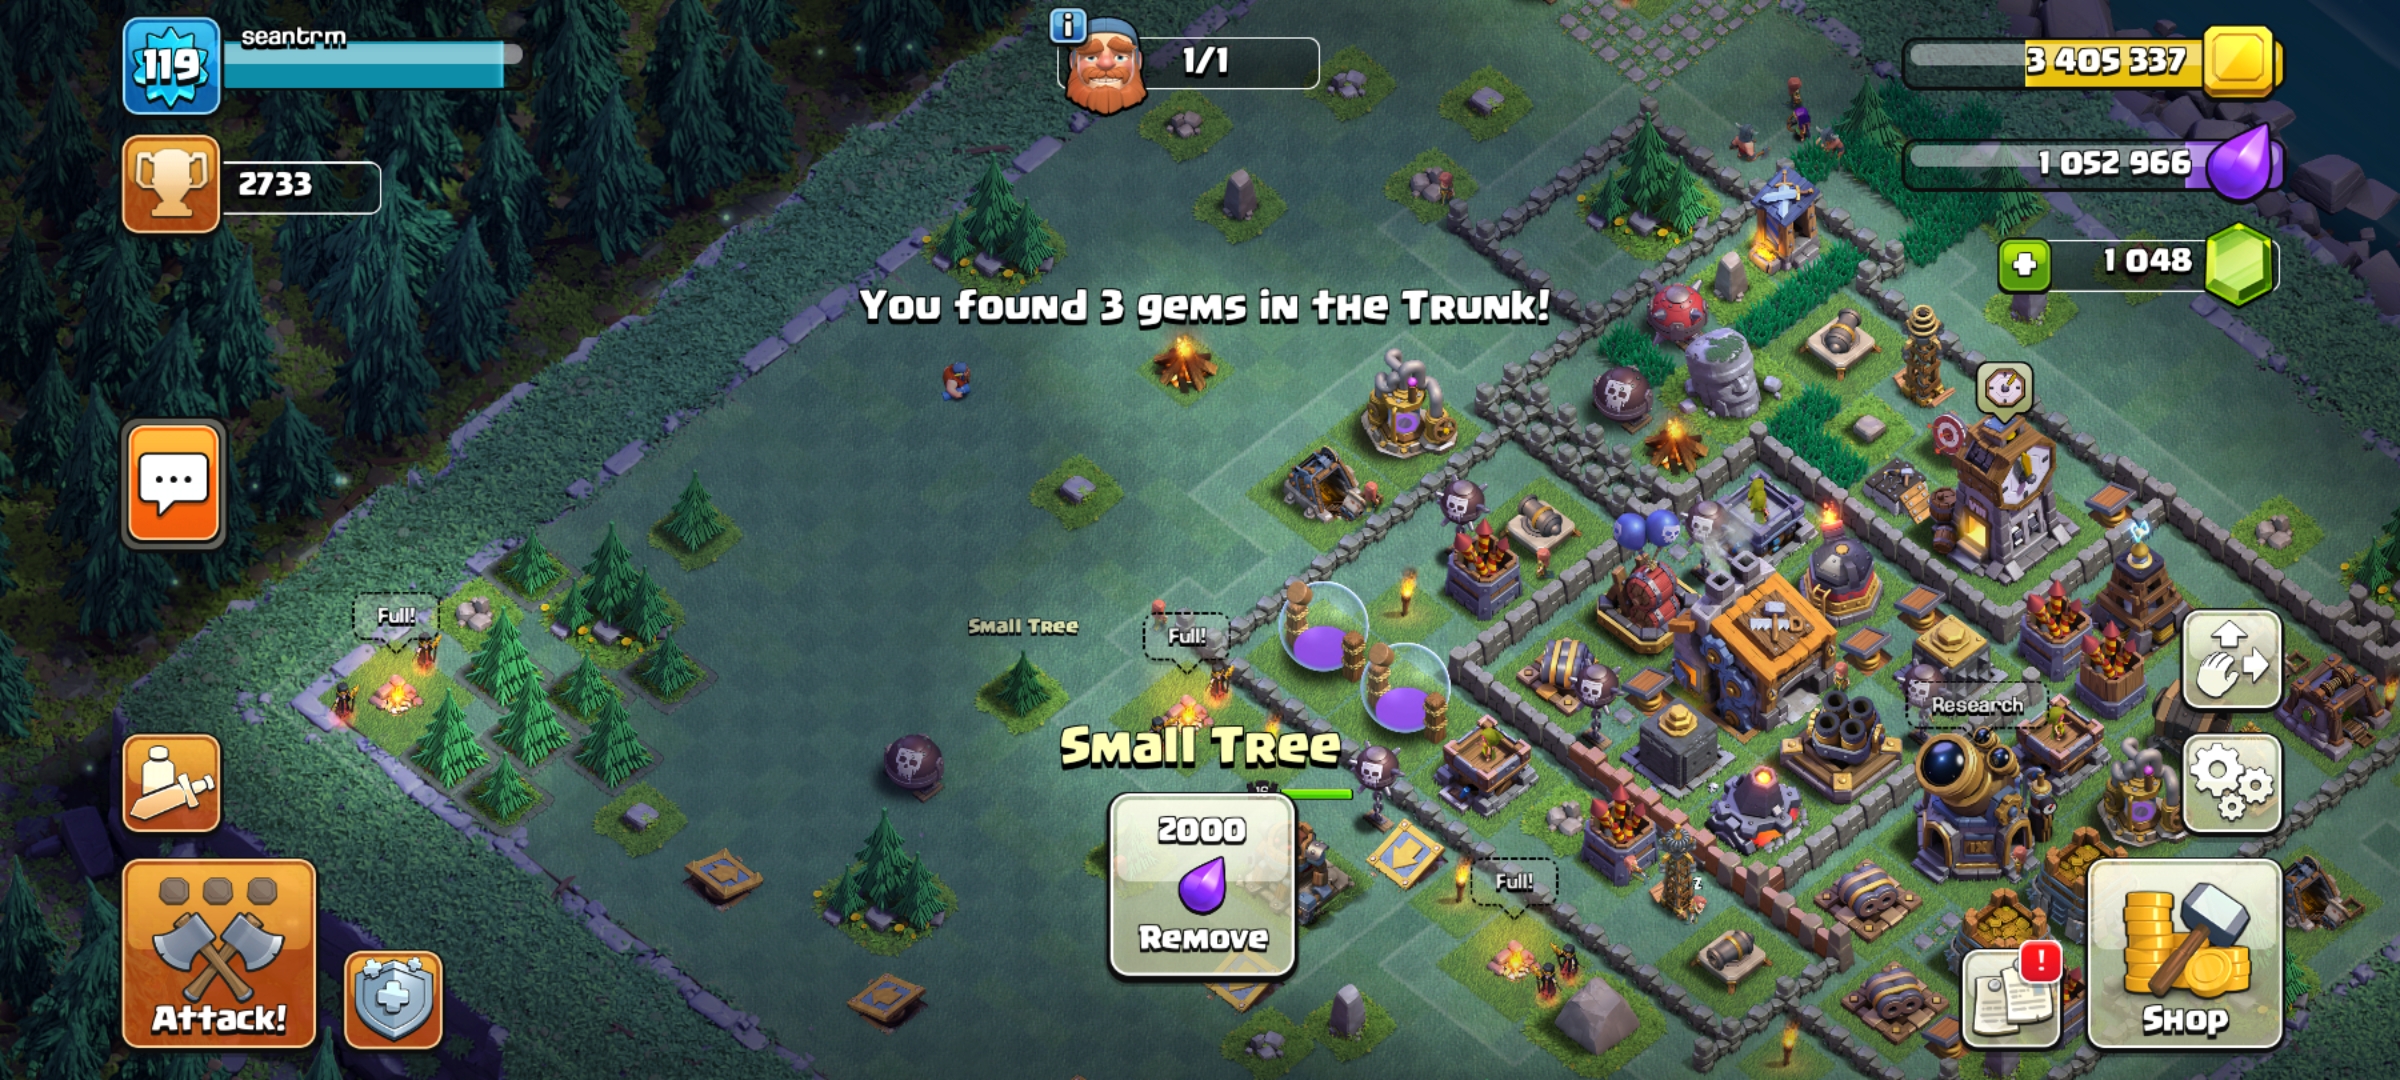 seantrm
119
1/1
3 405 337
2733
1 052 966
1 048
You found 3 gems in the Trunk!
Full!
Small Tree
Full!
Research
Small Tree
2000
Remove
Full!
Attack!
!
Shop